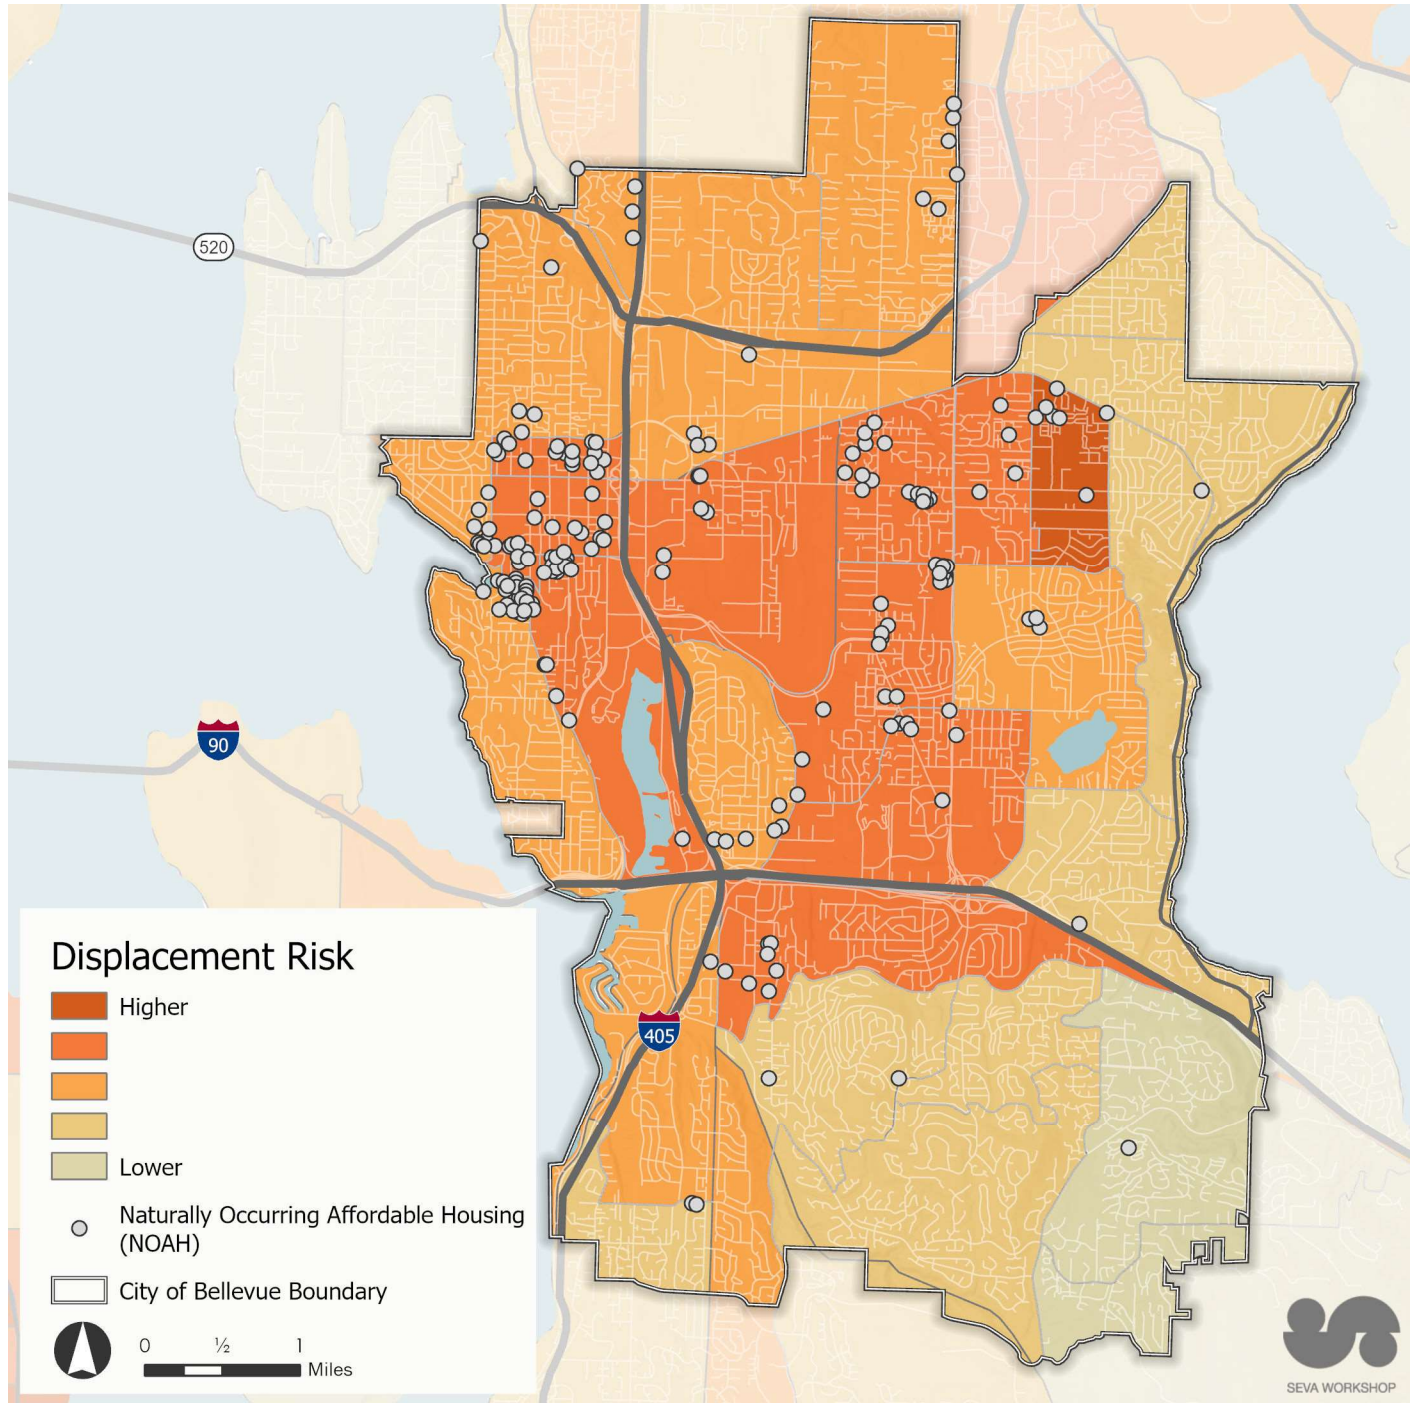 520
90
405
Displacement Risk
Higher
Lower
Naturally Occurring Affordable Housing
(NOAH)
City of Bellevue Boundary
0 ½ 1
Miles
SEVA WORKSHOP